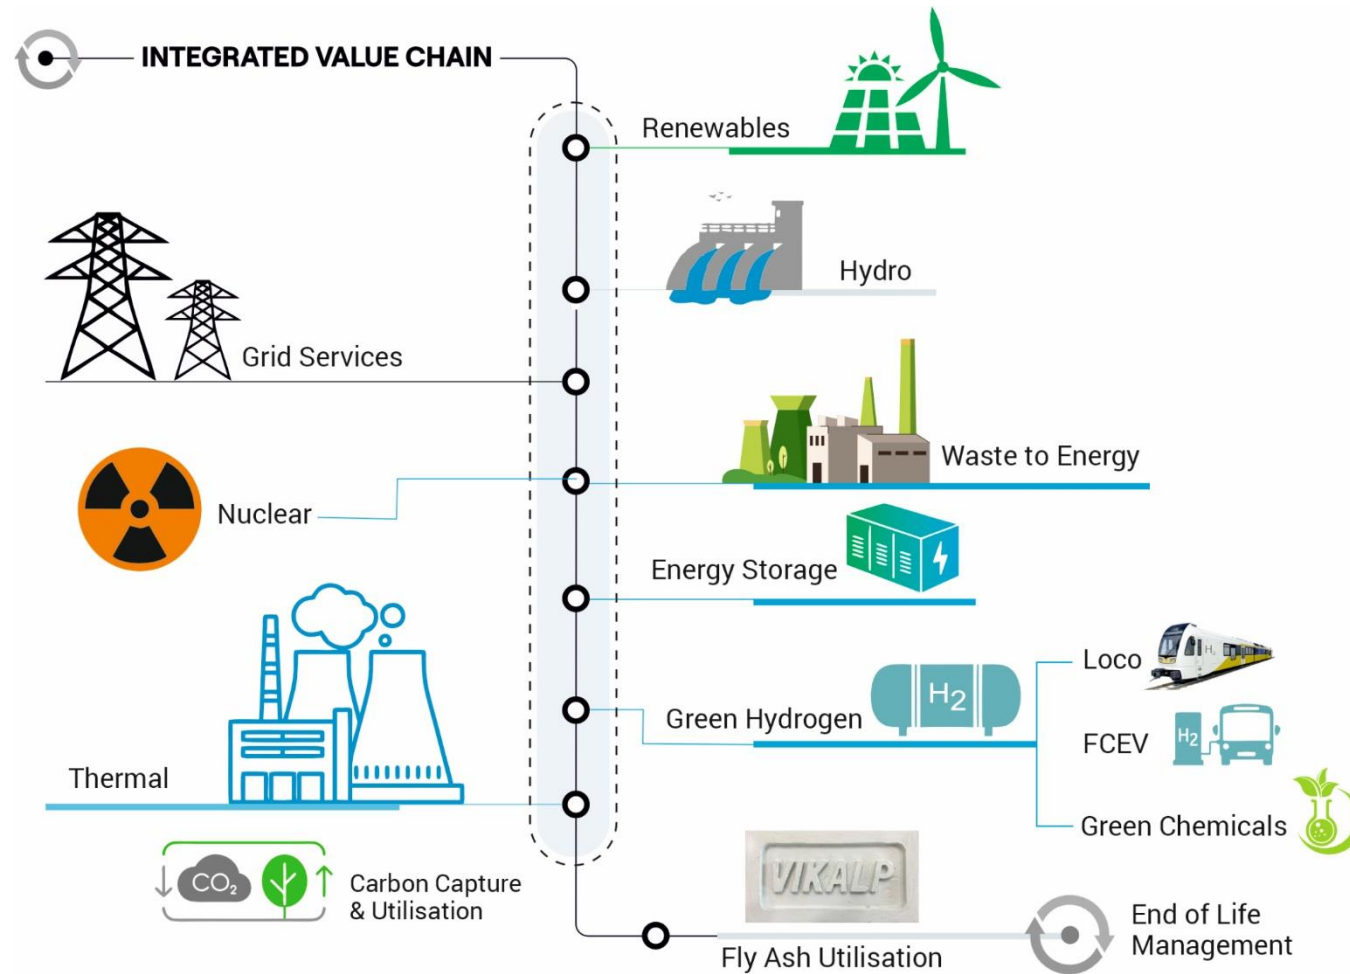 INTEGRATED VALUE CHAIN
Renewables
Hydro
Grid Services
Waste to Energy
Nuclear
Energy Storage
Loco
H2
Green Hydrogen
H₂
FCEV
H₂
Thermal
Green Chemicals
CO₂
Carbon Capture
& Utilisation
VIKALP
Fly Ash Utilisation
End of Life
Management